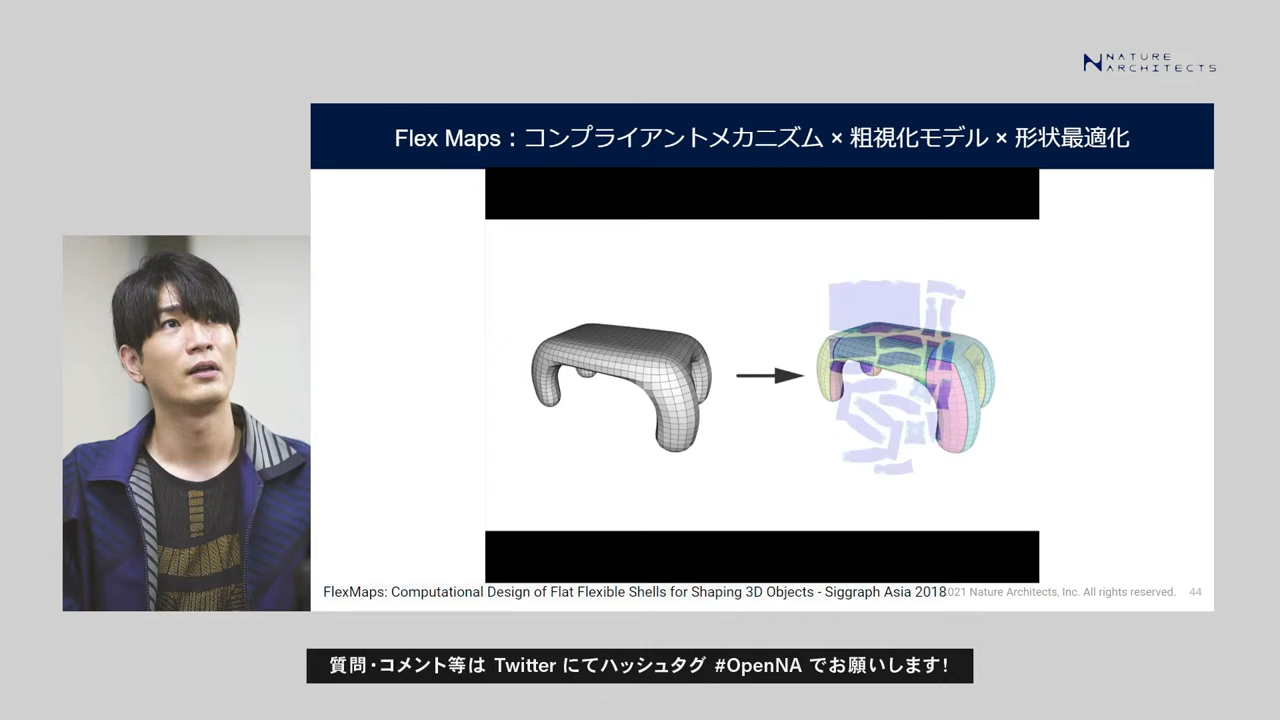 NATURE
ARCHITECTS
Flex Maps：コンプライアントメカニズム × 粗視化モデル × 形状最適化
FlexMaps: Computational Design of Flat Flexible Shells for Shaping 3D Objects - Siggraph Asia 2018
021 Nature Architects, Inc. All rights reserved. 44
質問・コメント等は Twitter にてハッシュタグ #OpenNA でお願いします!